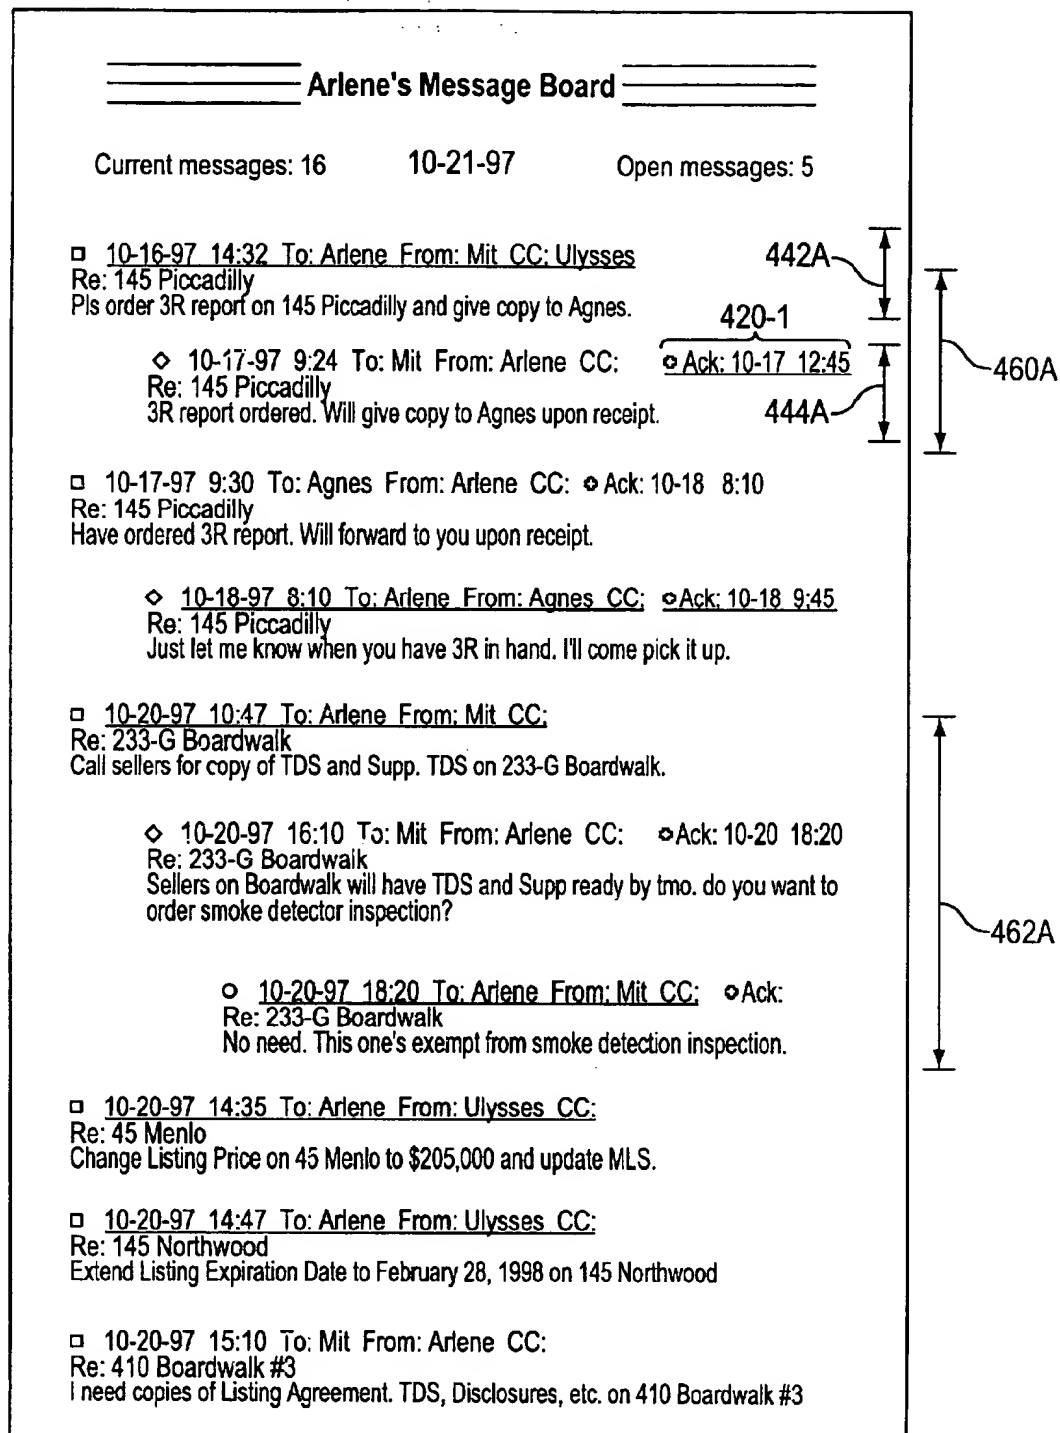 Arlene's Message Board
Current messages: 16 10-21-97 Open messages: 5
10-16-97 14:32 To: Arlene From: Mit CC: Ulysses
Re: 145 Piccadilly
Pls order 3R report on 145 Piccadilly and give copy to Agnes.
442A
420-1
10-17-97 9:24 To: Mit From: Arlene CC: Ack: 10-17 12:45
Re: 145 Piccadilly
3R report ordered. Will give copy to Agnes upon receipt.
444A
460A
10-17-97 9:30 To: Agnes From: Arlene CC: Ack: 10-18 8:10
Re: 145 Piccadilly
Have ordered 3R report. Will forward to you upon receipt.
10-18-97 8:10 To: Arlene From: Agnes CC: Ack: 10-18 9:45
Re: 145 Piccadilly
Just let me know when you have 3R in hand. I'll come pick it up.
10-20-97 10:47 To: Arlene From: Mit CC:
Re: 233-G Boardwalk
Call sellers for copy of TDS and Supp. TDS on 233-G Boardwalk.
10-20-97 16:10 To: Mit From: Arlene CC: Ack: 10-20 18:20
Re: 233-G Boardwalk
Sellers on Boardwalk will have TDS and Supp ready by tmo. do you want to
order smoke detector inspection?
462A
10-20-97 18:20 To: Arlene From: Mit CC: Ack:
Re: 233-G Boardwalk
No need. This one's exempt from smoke detection inspection.
10-20-97 14:35 To: Arlene From: Ulysses CC:
Re: 45 Menlo
Change Listing Price on 45 Menlo to $205,000 and update MLS.
10-20-97 14:47 To: Arlene From: Ulysses CC:
Re: 145 Northwood
Extend Listing Expiration Date to February 28, 1998 on 145 Northwood
10-20-97 15:10 To: Mit From: Arlene CC:
Re: 410 Boardwalk #3
I need copies of Listing Agreement. TDS, Disclosures, etc. on 410 Boardwalk #3